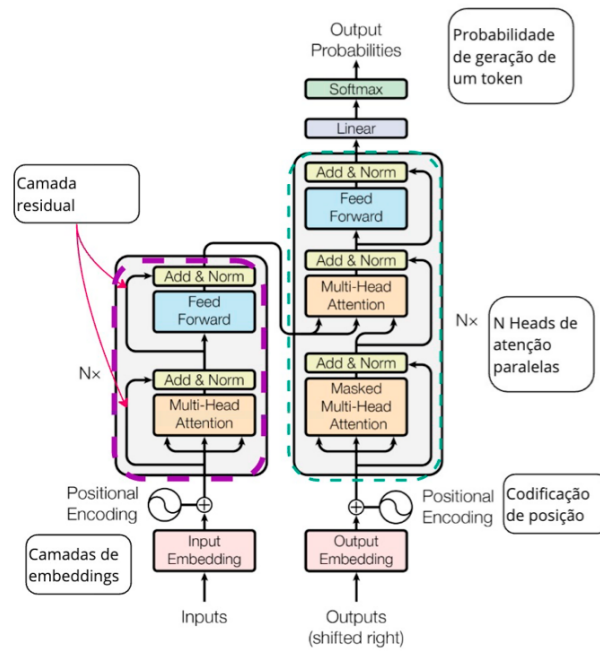 Output
Probabilities
Probabilidade
de geração de
um token
Softmax
Linear
Camada
residual
Add & Norm
Feed
Forward
Add & Norm
Multi-Head
Attention
Add & Norm
Masked
Multi-Head
Attention
N×
N Heads de
atenção
paralelas
Add & Norm
Feed
Forward
N×
Add & Norm
Multi-Head
Attention
Positional
Encoding
Positional
Encoding
Codificação
de posição
Camadas de
embeddings
Input
Embedding
Output
Embedding
Inputs
Outputs
(shifted right)